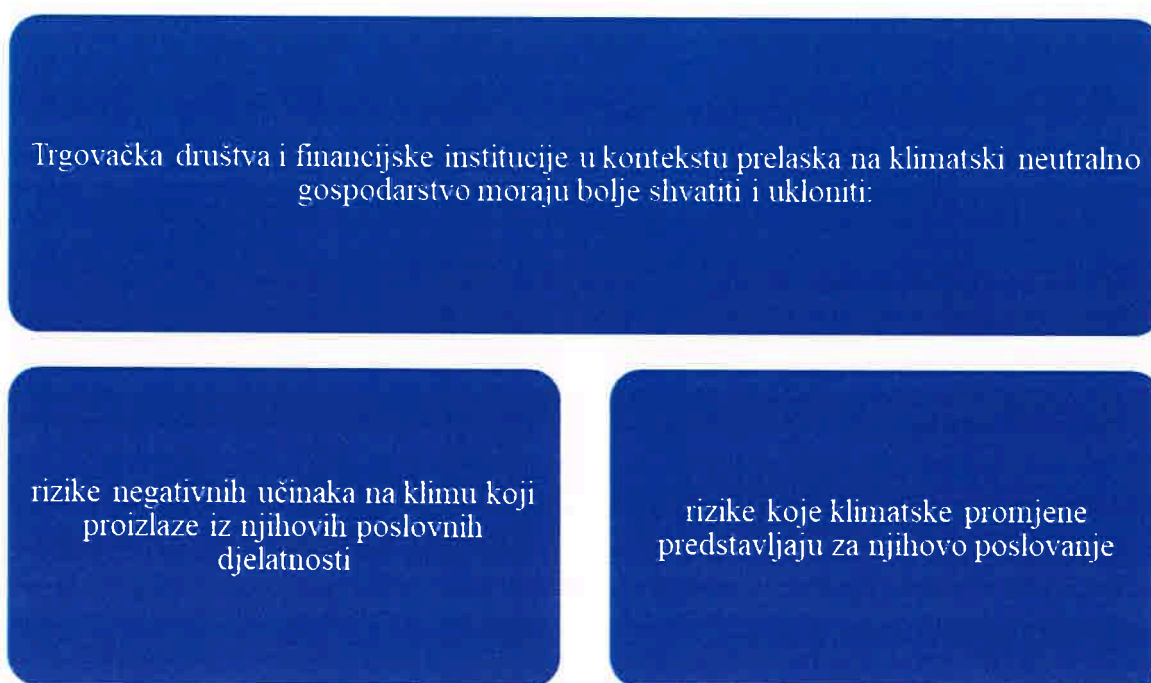 Trgovačka društva i financijske institucije u kontekstu prelaska na klimatski neutralno
gospodarstvo moraju bolje shvatiti i ukloniti:
rizike negativnih učinaka na klimu koji
proizlaze iz njihovih poslovnih
djelatnosti
rizike koje klimatske promjene
predstavljaju za njihovo poslovanje